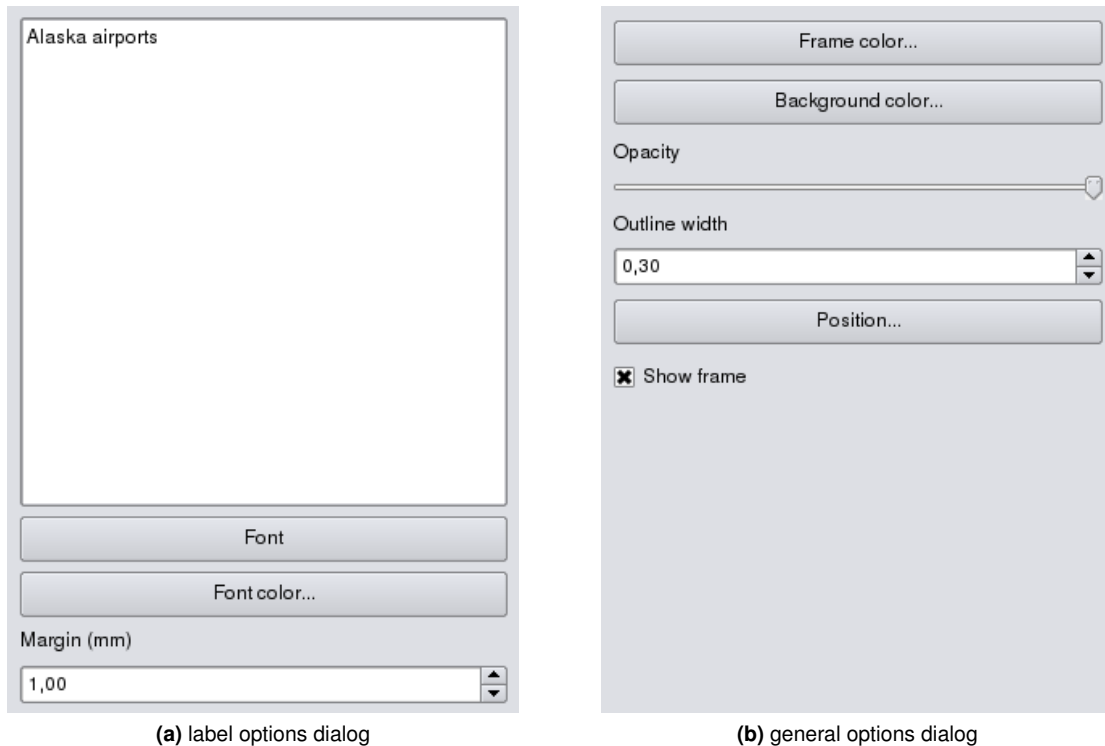 Alaska airports
Font
Font color...
Margin (mm)
1,00
(a) label options dialog
Frame color...
Background color...
Opacity
Outline width
0,30
Position...
Show frame
(b) general options dialog